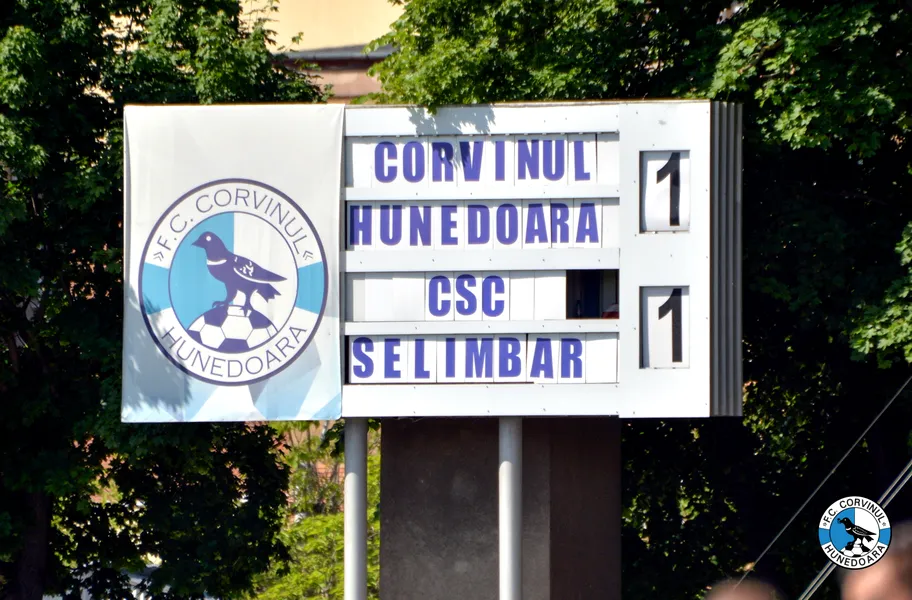 »F.C. CORVINUL«
HUNEDOARA
CORVINUL 1
HUNEDOARA
CSC 1
SELIMBAR
»F.C. CORVINUL«
HUNEDOARA